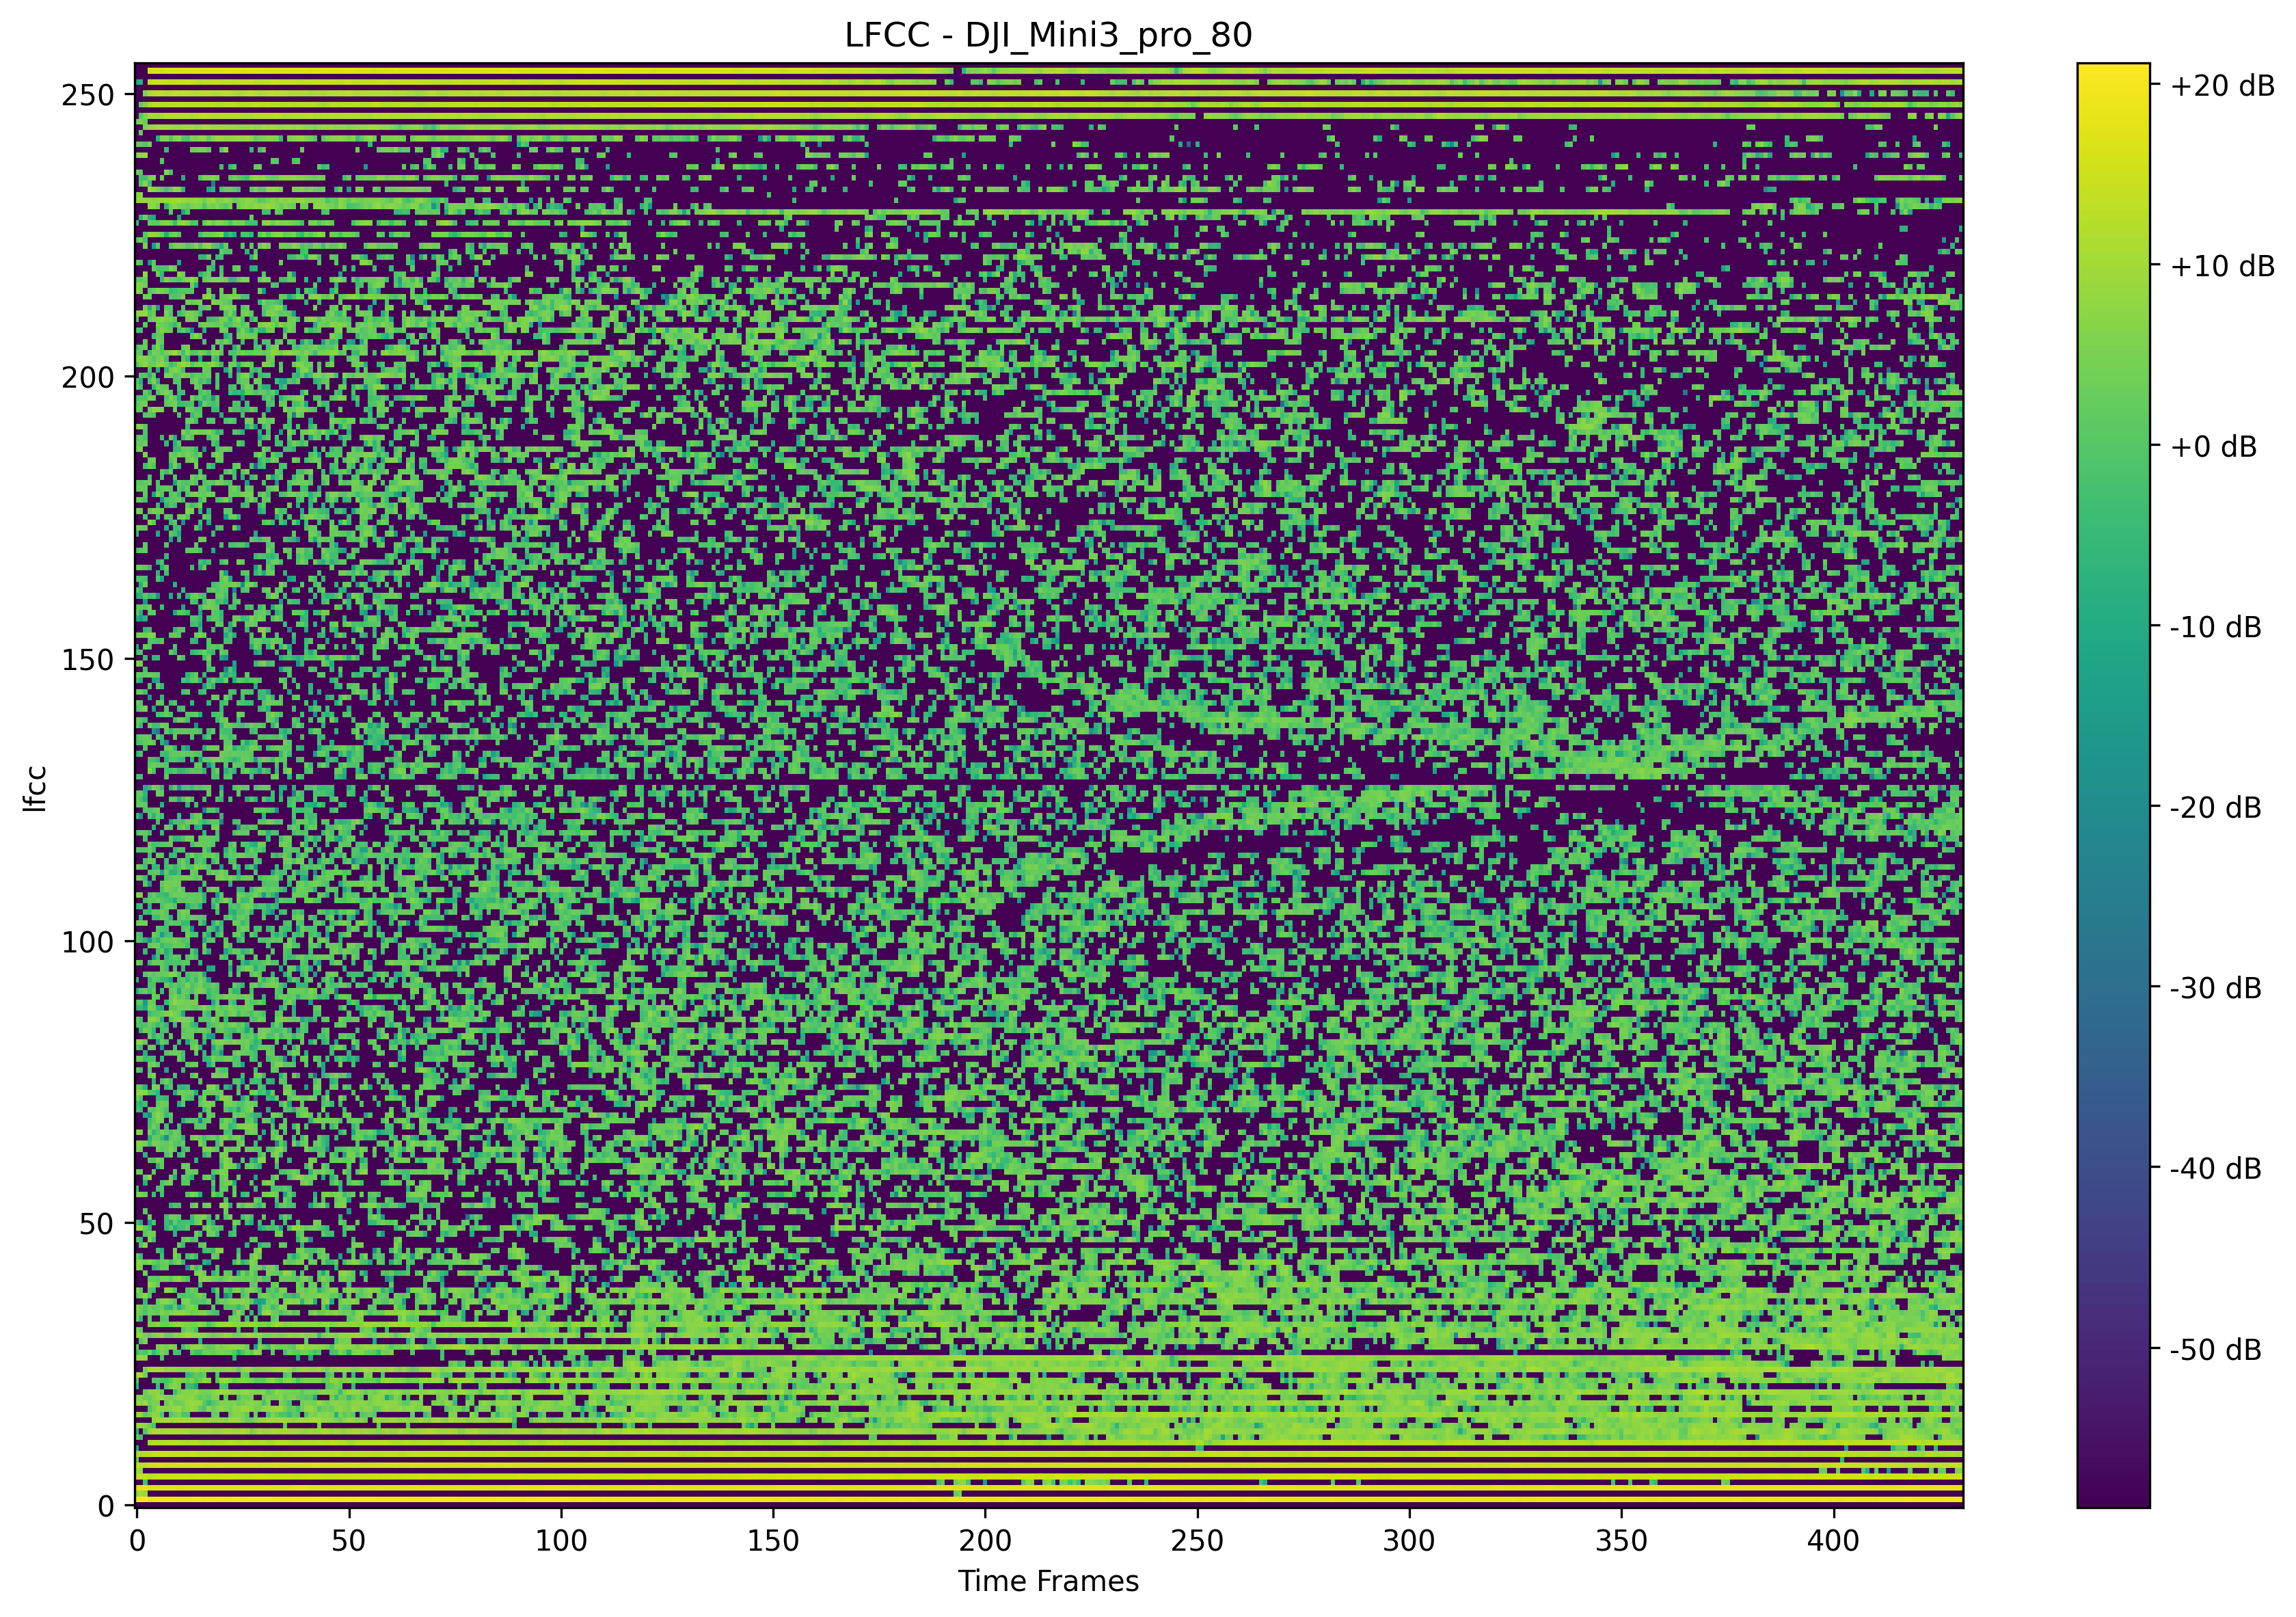 LFCC - DJI_Mini3_pro_80
250
200
150
100
50
0
lfcc
0 50 100 150 200 250 300 350 400
Time Frames
+20 dB
+10 dB
+0 dB
-10 dB
-20 dB
-30 dB
-40 dB
-50 dB